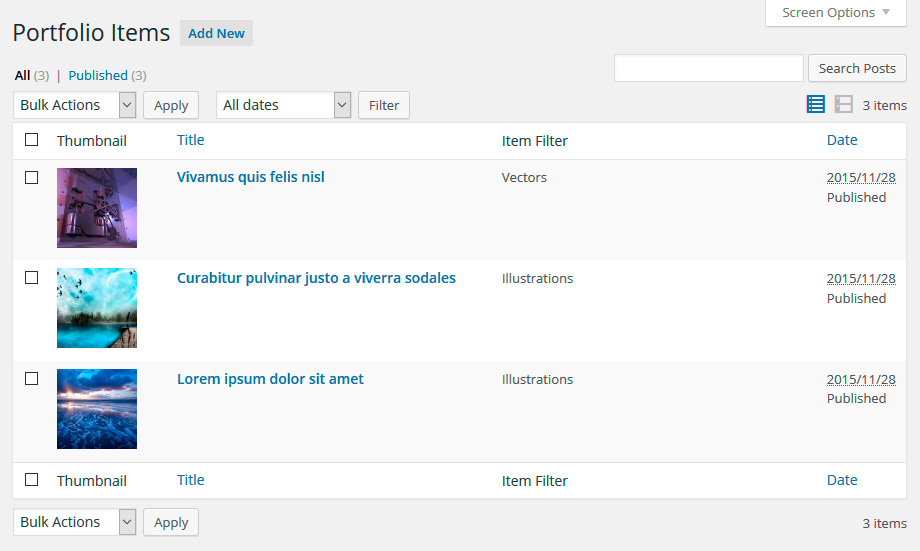 Screen Options
Portfolio Items Add New
All (3) | Published (3)
Search Posts
Bulk Actions Apply All dates Filter 3 items
Thumbnail Title Item Filter Date
Vivamus quis felis nisl Vectors 2015/11/28
Published
Curabitur pulvinar justo a viverra sodales Illustrations 2015/11/28
Published
Lorem ipsum dolor sit amet Illustrations 2015/11/28
Published
Thumbnail Title Item Filter Date
Bulk Actions Apply 3 items